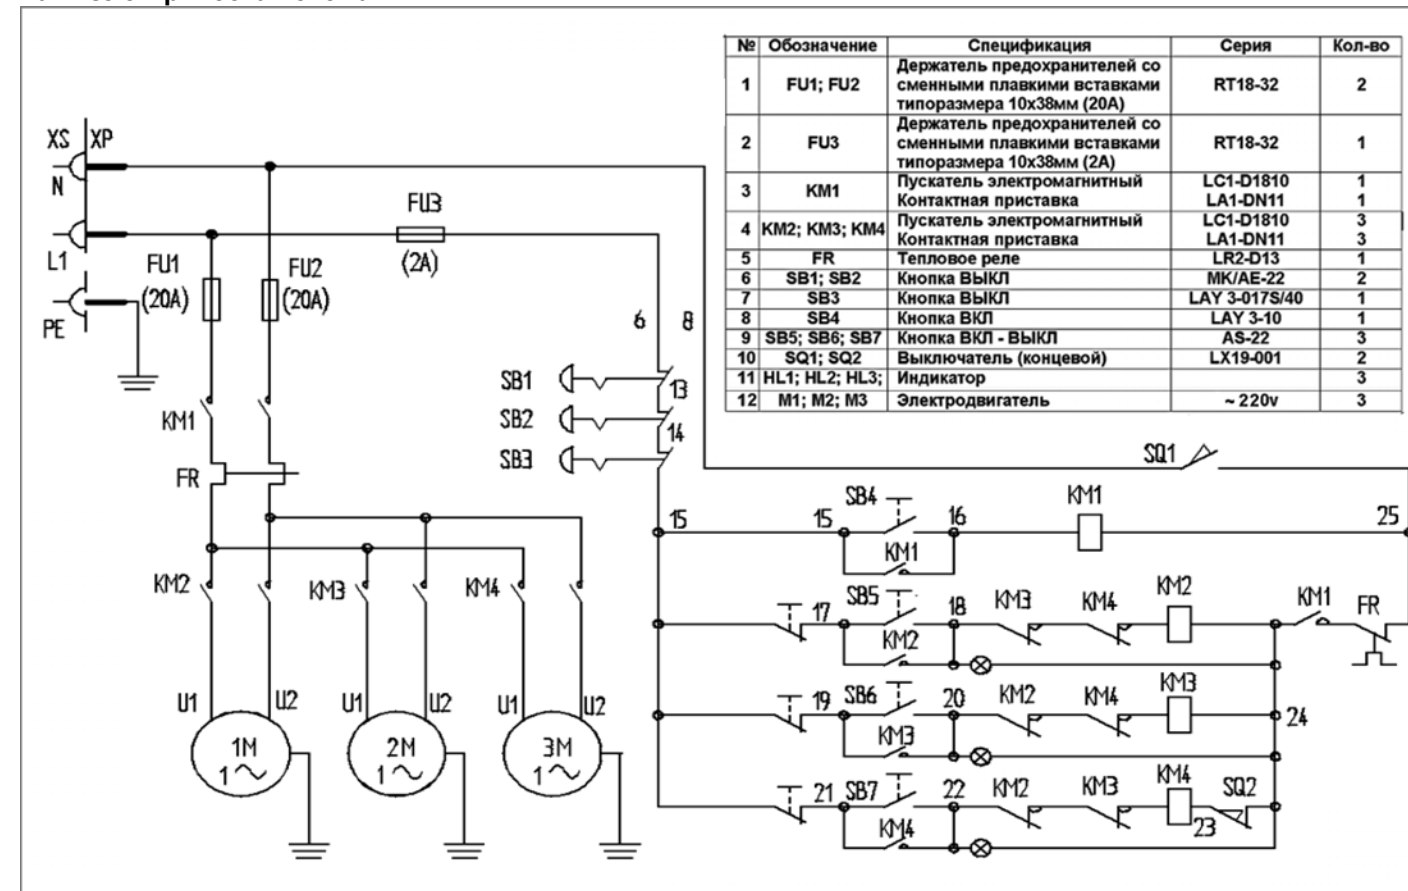 № Обозначение Спецификация Серия Кол-во
1 FU1; FU2 Держатель предохранителей со сменными плавкими вставками типоразмера 10х38мм (20А) RT18-32 2
2 FU3 Держатель предохранителей со сменными плавкими вставками типоразмера 10х38мм (2А) RT18-32 1
3 KM1 Пускатель электромагнитный LC1-D1810 1
Контактная приставка LA1-DN11 1
4 KM2; KM3; KM4 Пускатель электромагнитный LC1-D1810 3
Контактная приставка LA1-DN11 3
5 FR Тепловое реле LR2-D13 1
6 SB1; SB2 Кнопка ВЫКЛ MK/AE-22 2
7 SB3 Кнопка ВЫКЛ LAY 3-017S/40 1
8 SB4 Кнопка ВКЛ LAY 3-10 1
9 SB5; SB6; SB7 Кнопка ВКЛ - ВЫКЛ AS-22 3
10 SQ1; SQ2 Выключатель (концевой) LX19-001 2
11 HL1; HL2; HL3; Индикатор 3
12 M1; M2; M3 Электродвигатель ~ 220v 3
XS XP
N
L1
PE
FU3
(2A)
FU1
(20A)
FU2
(20A)
6 8
SB1 13
SB2 14
SB3
KM1
FR
SQ1
15 15 SB4 16 KM1 25
KM1
KM2 KM3 KM4
17 SB5 18 KM3 KM4 KM2 KM1 FR
KM2
19 SB6 20 KM2 KM4 KM3 24
KM3
21 SB7 22 KM2 KM3 KM4 23 SQ2
KM4
U1 U2 U1 U2 U1 U2
1M 2M 3M
1 1 1